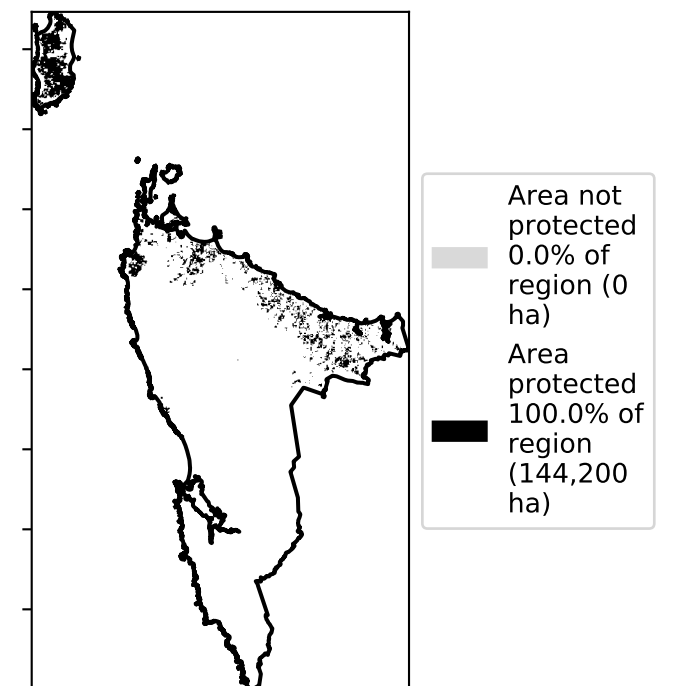 Area not
protected
0.0% of
region (0
ha)
Area
protected
100.0% of
region
(144,200
ha)